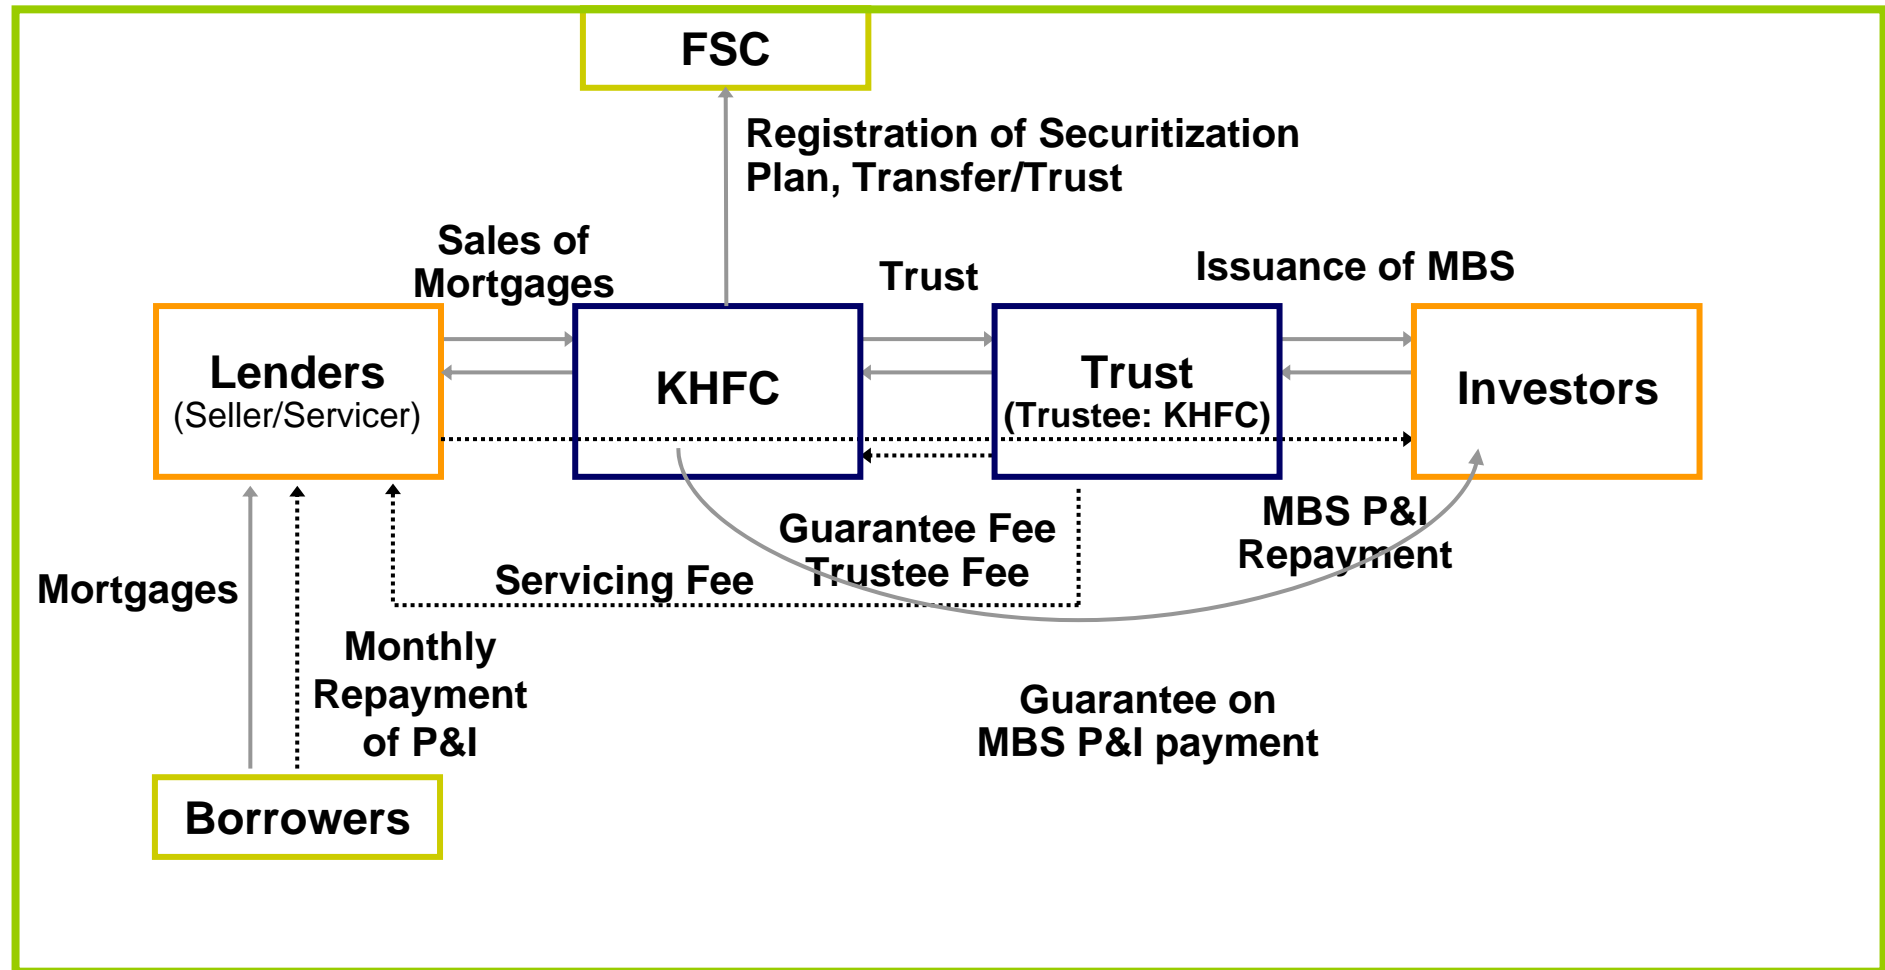 FSC
Registration of Securitization
Plan, Transfer/Trust
Sales of
Mortgages
Trust
Issuance of MBS
Lenders
(Seller/Servicer)
KHFC
Trust
(Trustee: KHFC)
Investors
Guarantee Fee
Trustee Fee
MBS P&I
Repayment
Servicing Fee
Mortgages
Monthly
Repayment
of P&I
Guarantee on
MBS P&I payment
Borrowers